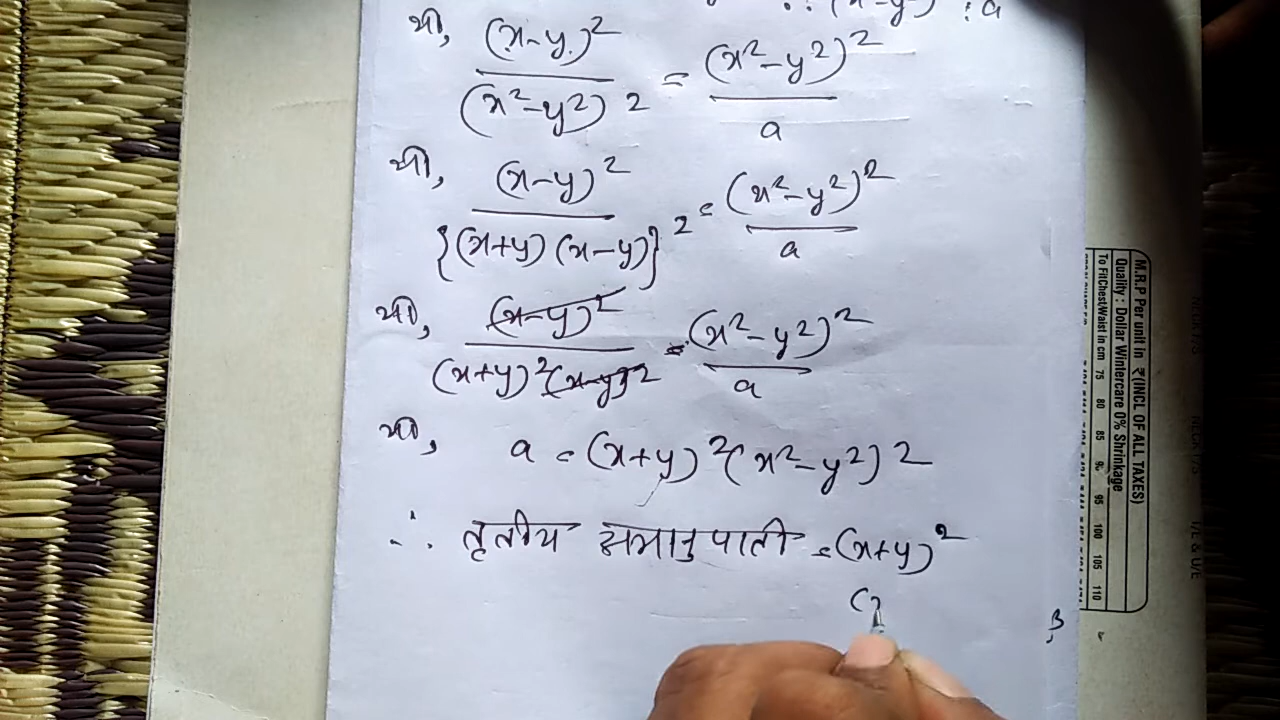 : (x-y) : a
थी, (x-y)² / (x²-y²)² = (x²-y²)² / a
थी, (x-y)² / {(x+y)(x-y)}² = (x²-y²)² / a
थी, (x-y)² / (x+y)²(x-y)² = (x²-y²)² / a
थी, a = (x+y)²(x²-y²)²
∴ तृतीय समानुपाती = (x+y)²
M.R.P Per unit in ₹ (INCL OF ALL TAXES)
Quality : Dollar Wintercare 0% Shrinkage
To Fit Chest/Waist in cm 75 80 85 90 95 100 105 110